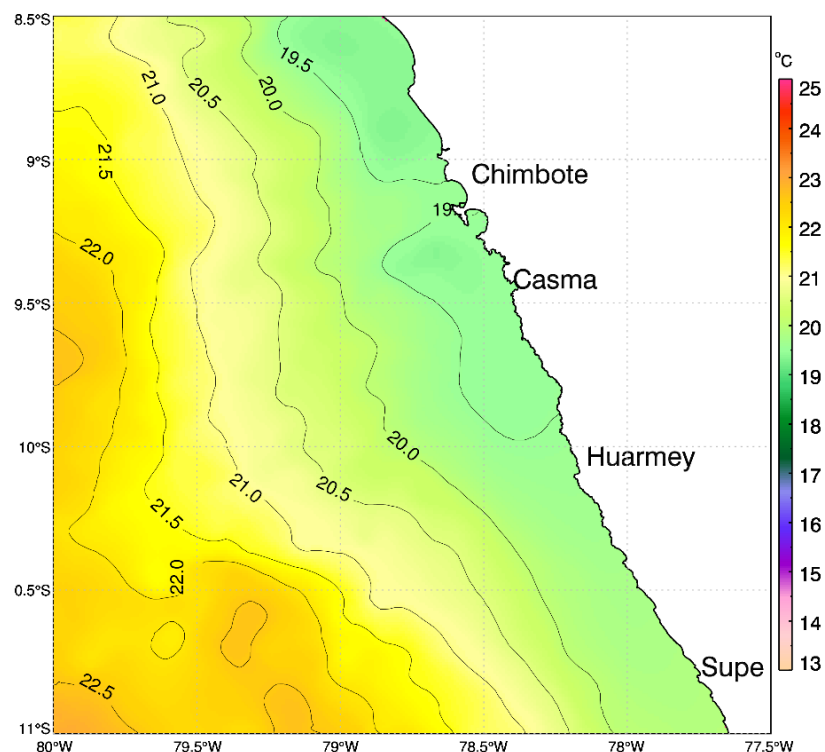 8.5°S
°C
19.5
21.0
20.5
20.0
25
24
21.5
9°S
Chimbote
23
19.
22.0
22
Casma
21
9.5°S
20
19
18
20.0
10°S
Huarmey
21.0
20.5
17
21.5
16
22.0
0.5°S
15
14
Supe
13
22.5
11°S
80°W
79.5°W
79°W
78.5°W
78°W
77.5°W